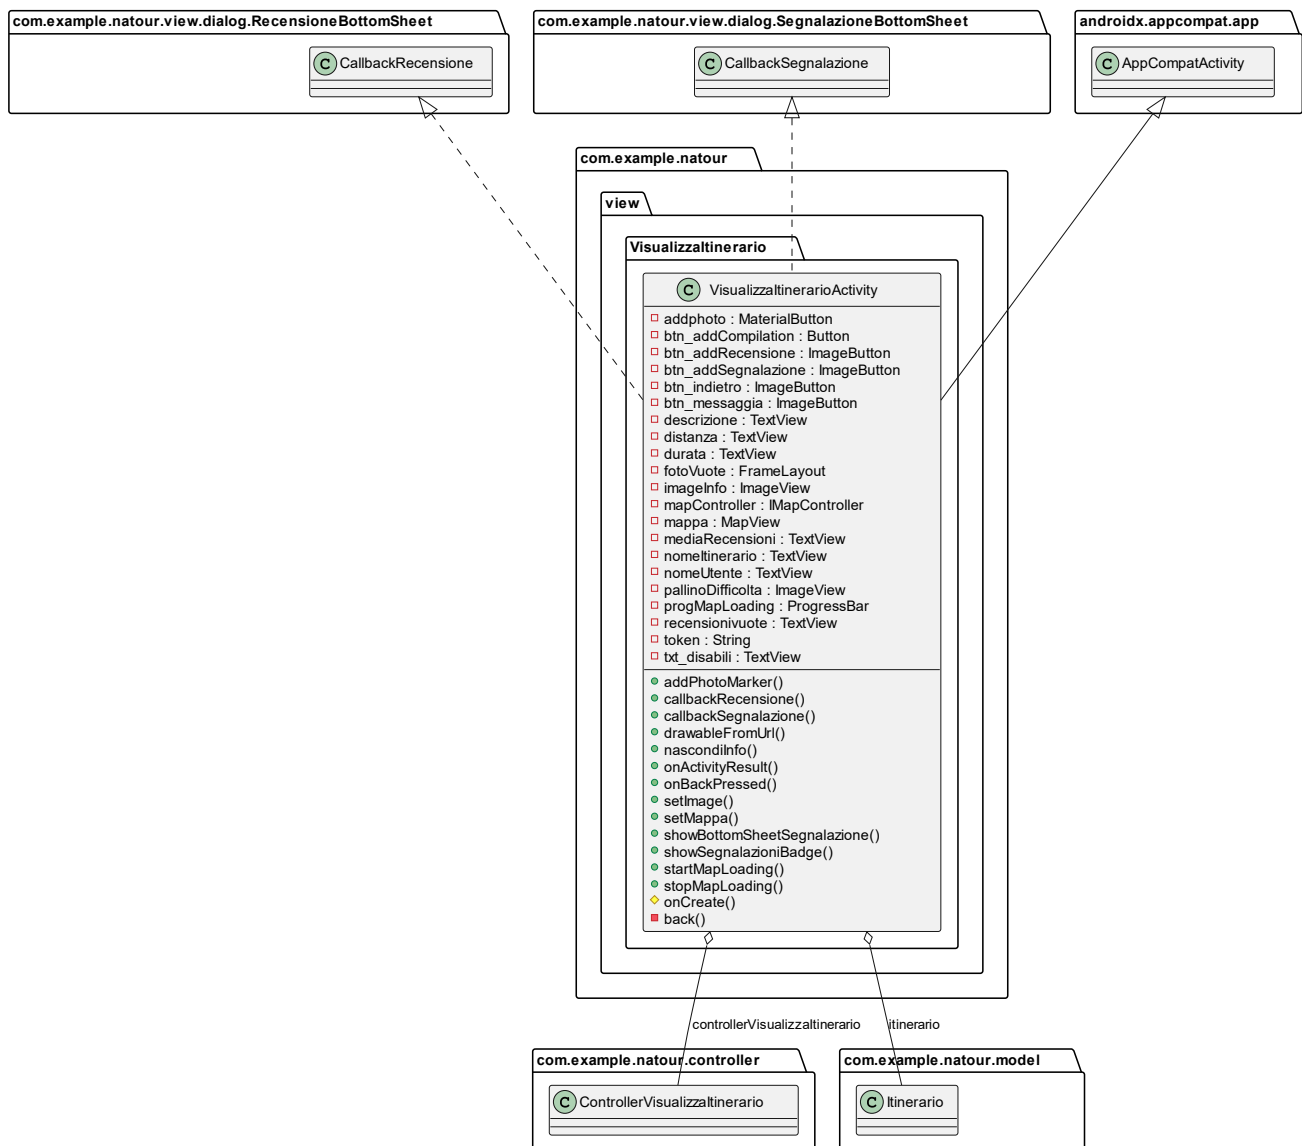 com.example.natour.view.dialog.RecensioneBottomSheet
C CallbackRecensione
com.example.natour.view.dialog.SegnalazioneBottomSheet
C CallbackSegnalazione
androidx.appcompat.app
C AppCompatActivity
com.example.natour
view
VisualizzaItinerario
C VisualizzaItinerarioActivity
addphoto : MaterialButton
btn_addCompilation : Button
btn_addRecensione : ImageButton
btn_addSegnalazione : ImageButton
btn_indietro : ImageButton
btn_messaggia : ImageButton
descrizione : TextView
distanza : TextView
durata : TextView
fotoVuote : FrameLayout
imageInfo : ImageView
mapController : IMapController
mappa : MapView
mediaRecensioni : TextView
nomeItinerario : TextView
nomeUtente : TextView
pallinoDifficolta : ImageView
progMapLoading : ProgressBar
recensionivuote : TextView
token : String
txt_disabili : TextView
addPhotoMarker()
callbackRecensione()
callbackSegnalazione()
drawableFromUrl()
nascondiInfo()
onActivityResult()
onBackPressed()
setImage()
setMappa()
showBottomSheetSegnalazione()
showSegnalazioniBadge()
startMapLoading()
stopMapLoading()
onCreate()
back()
controllerVisualizzaItinerario
itinerario
com.example.natour.controller
C ControllerVisualizzaItinerario
com.example.natour.model
C Itinerario